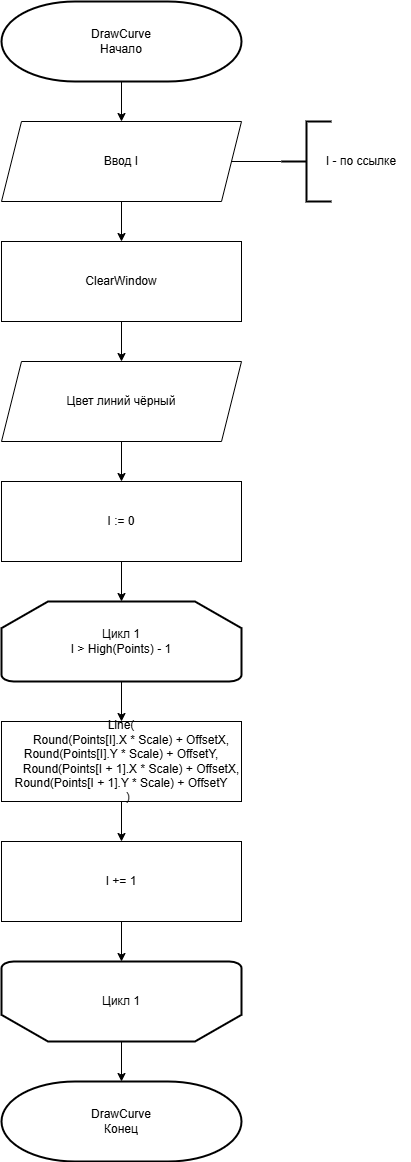 DrawCurve
Начало
Ввод I
I - по ссылке
ClearWindow
Цвет линий чёрный
I := 0
Цикл 1
I > High(Points) - 1
Line(
Round(Points[I].X * Scale) + OffsetX,
Round(Points[I].Y * Scale) + OffsetY,
Round(Points[I + 1].X * Scale) + OffsetX,
Round(Points[I + 1].Y * Scale) + OffsetY
)
I += 1
Цикл 1
DrawCurve
Конец